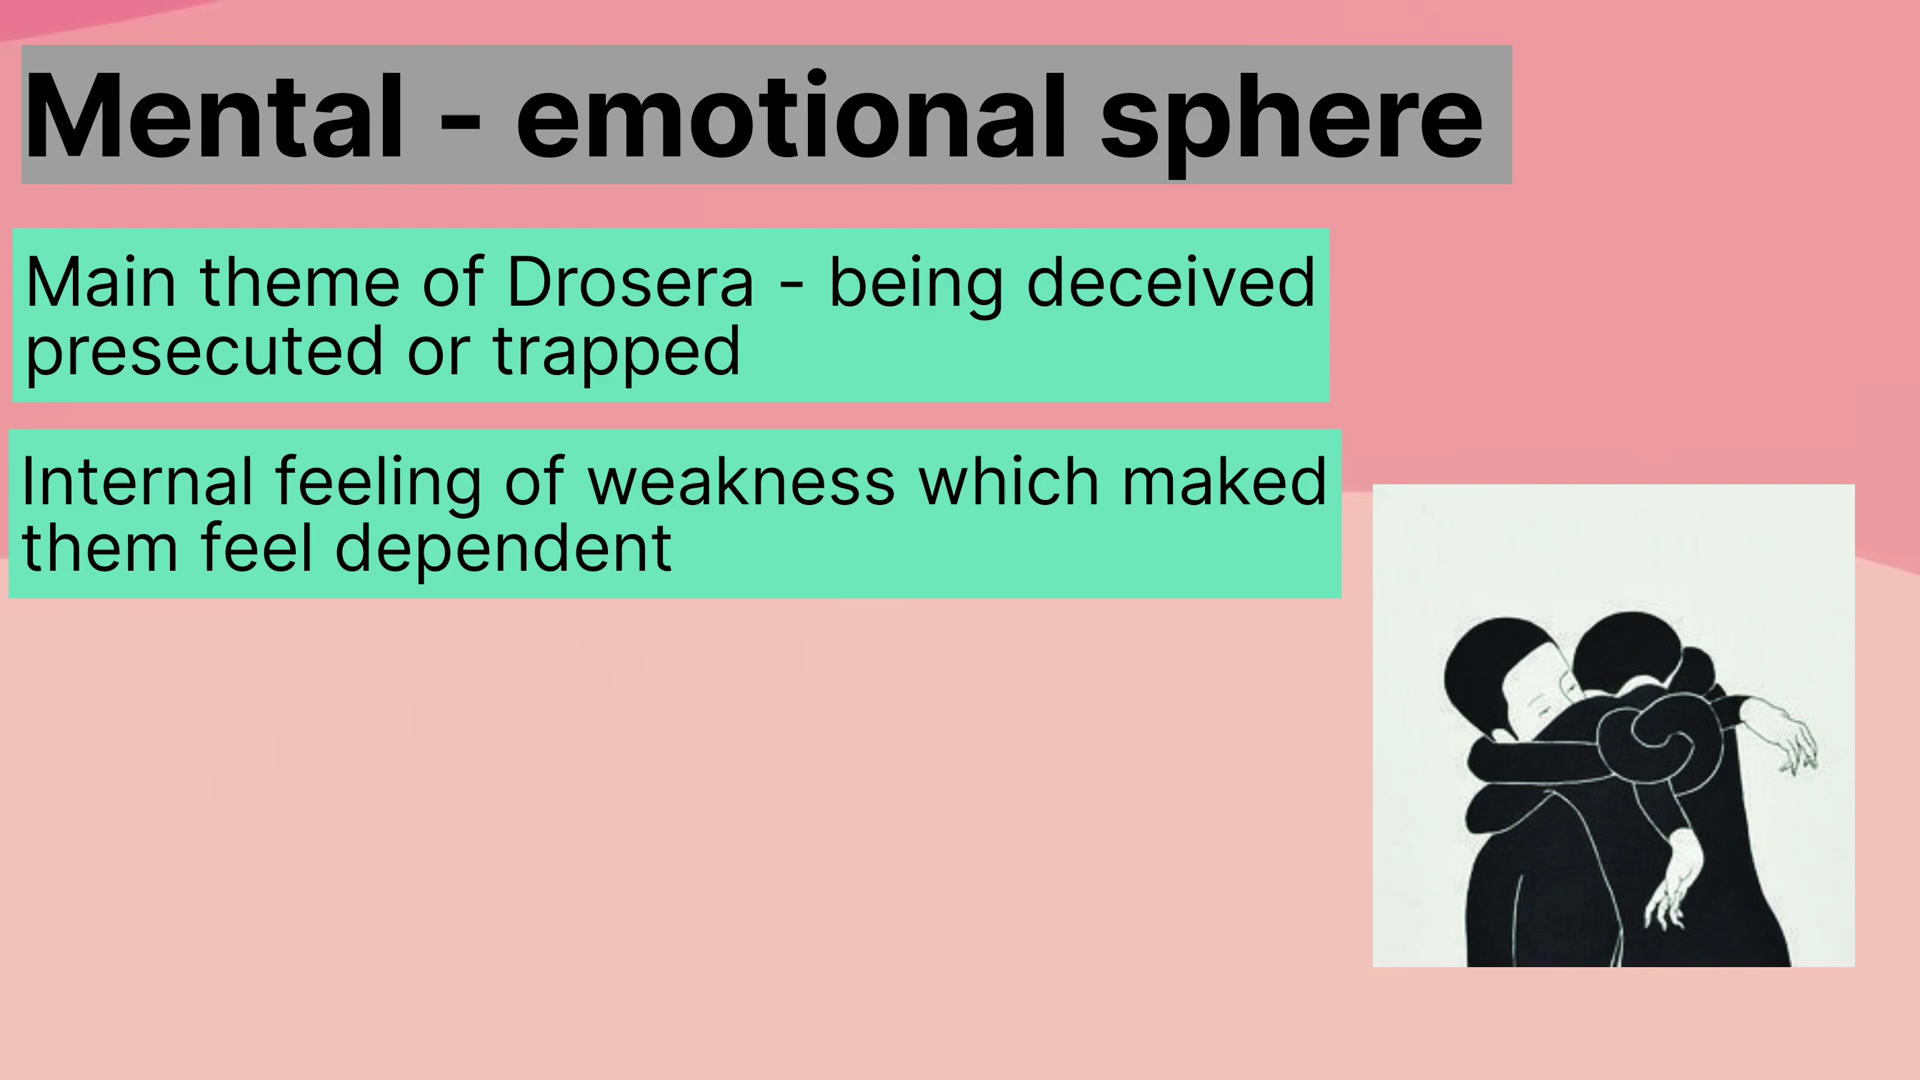 Mental - emotional sphere
Main theme of Drosera - being deceived
presecuted or trapped
Internal feeling of weakness which maked
them feel dependent